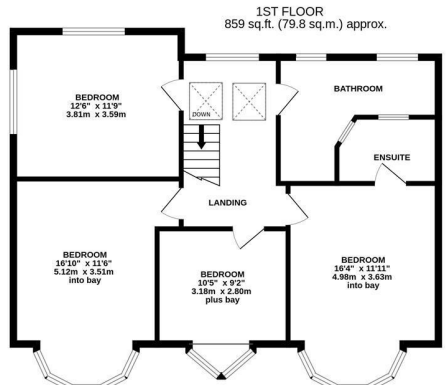 1ST FLOOR
859 sq.ft. (79.8 sq.m.) approx.
BEDROOM
12'6" x 11'9"
3.81m x 3.59m
DOWN
BATHROOM
ENSUITE
LANDING
BEDROOM
16'10" x 11'6"
5.12m x 3.51m
into bay
BEDROOM
10'5" x 9'2"
3.18m x 2.80m
plus bay
BEDROOM
16'4" x 11'11"
4.98m x 3.63m
into bay